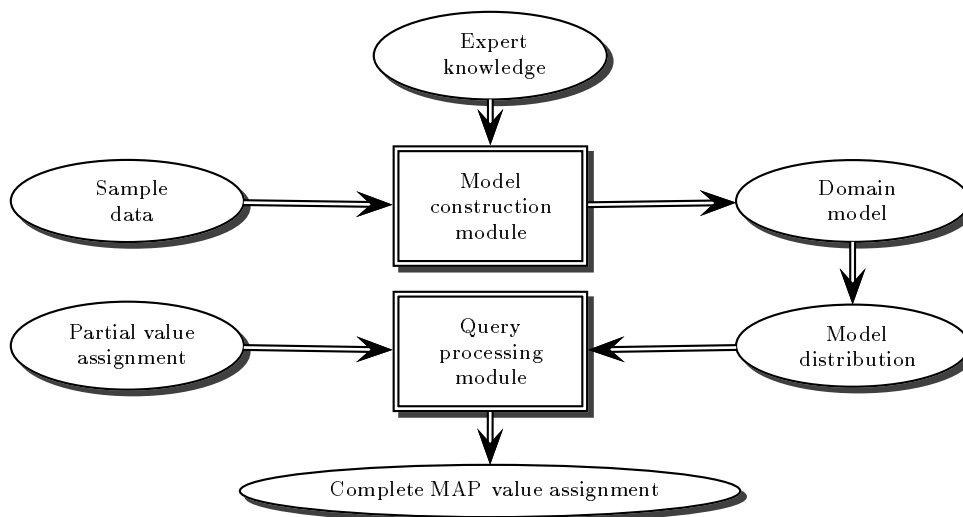 Expert
knowledge
Sample
data
Model
construction
module
Domain
model
Partial value
assignment
Query
processing
module
Model
distribution
Complete MAP value assignment